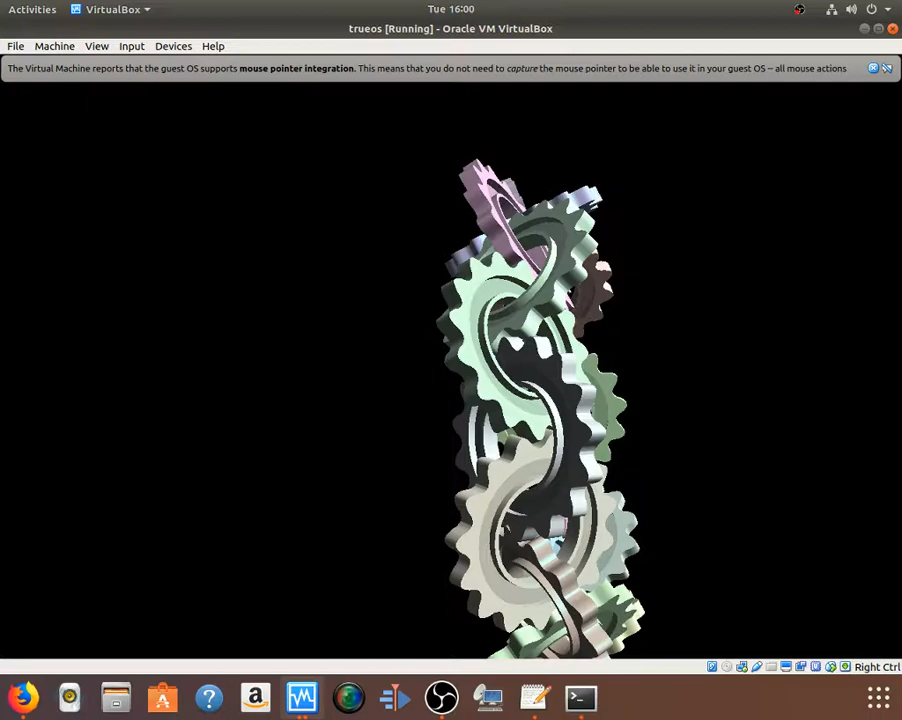 Activities VirtualBox Tue 16:00
trueos [Running] - Oracle VM VirtualBox
File Machine View Input Devices Help
The Virtual Machine reports that the guest OS supports mouse pointer integration. This means that you do not need to capture the mouse pointer to be able to use it in your guest OS – all mouse actions
Right Ctrl